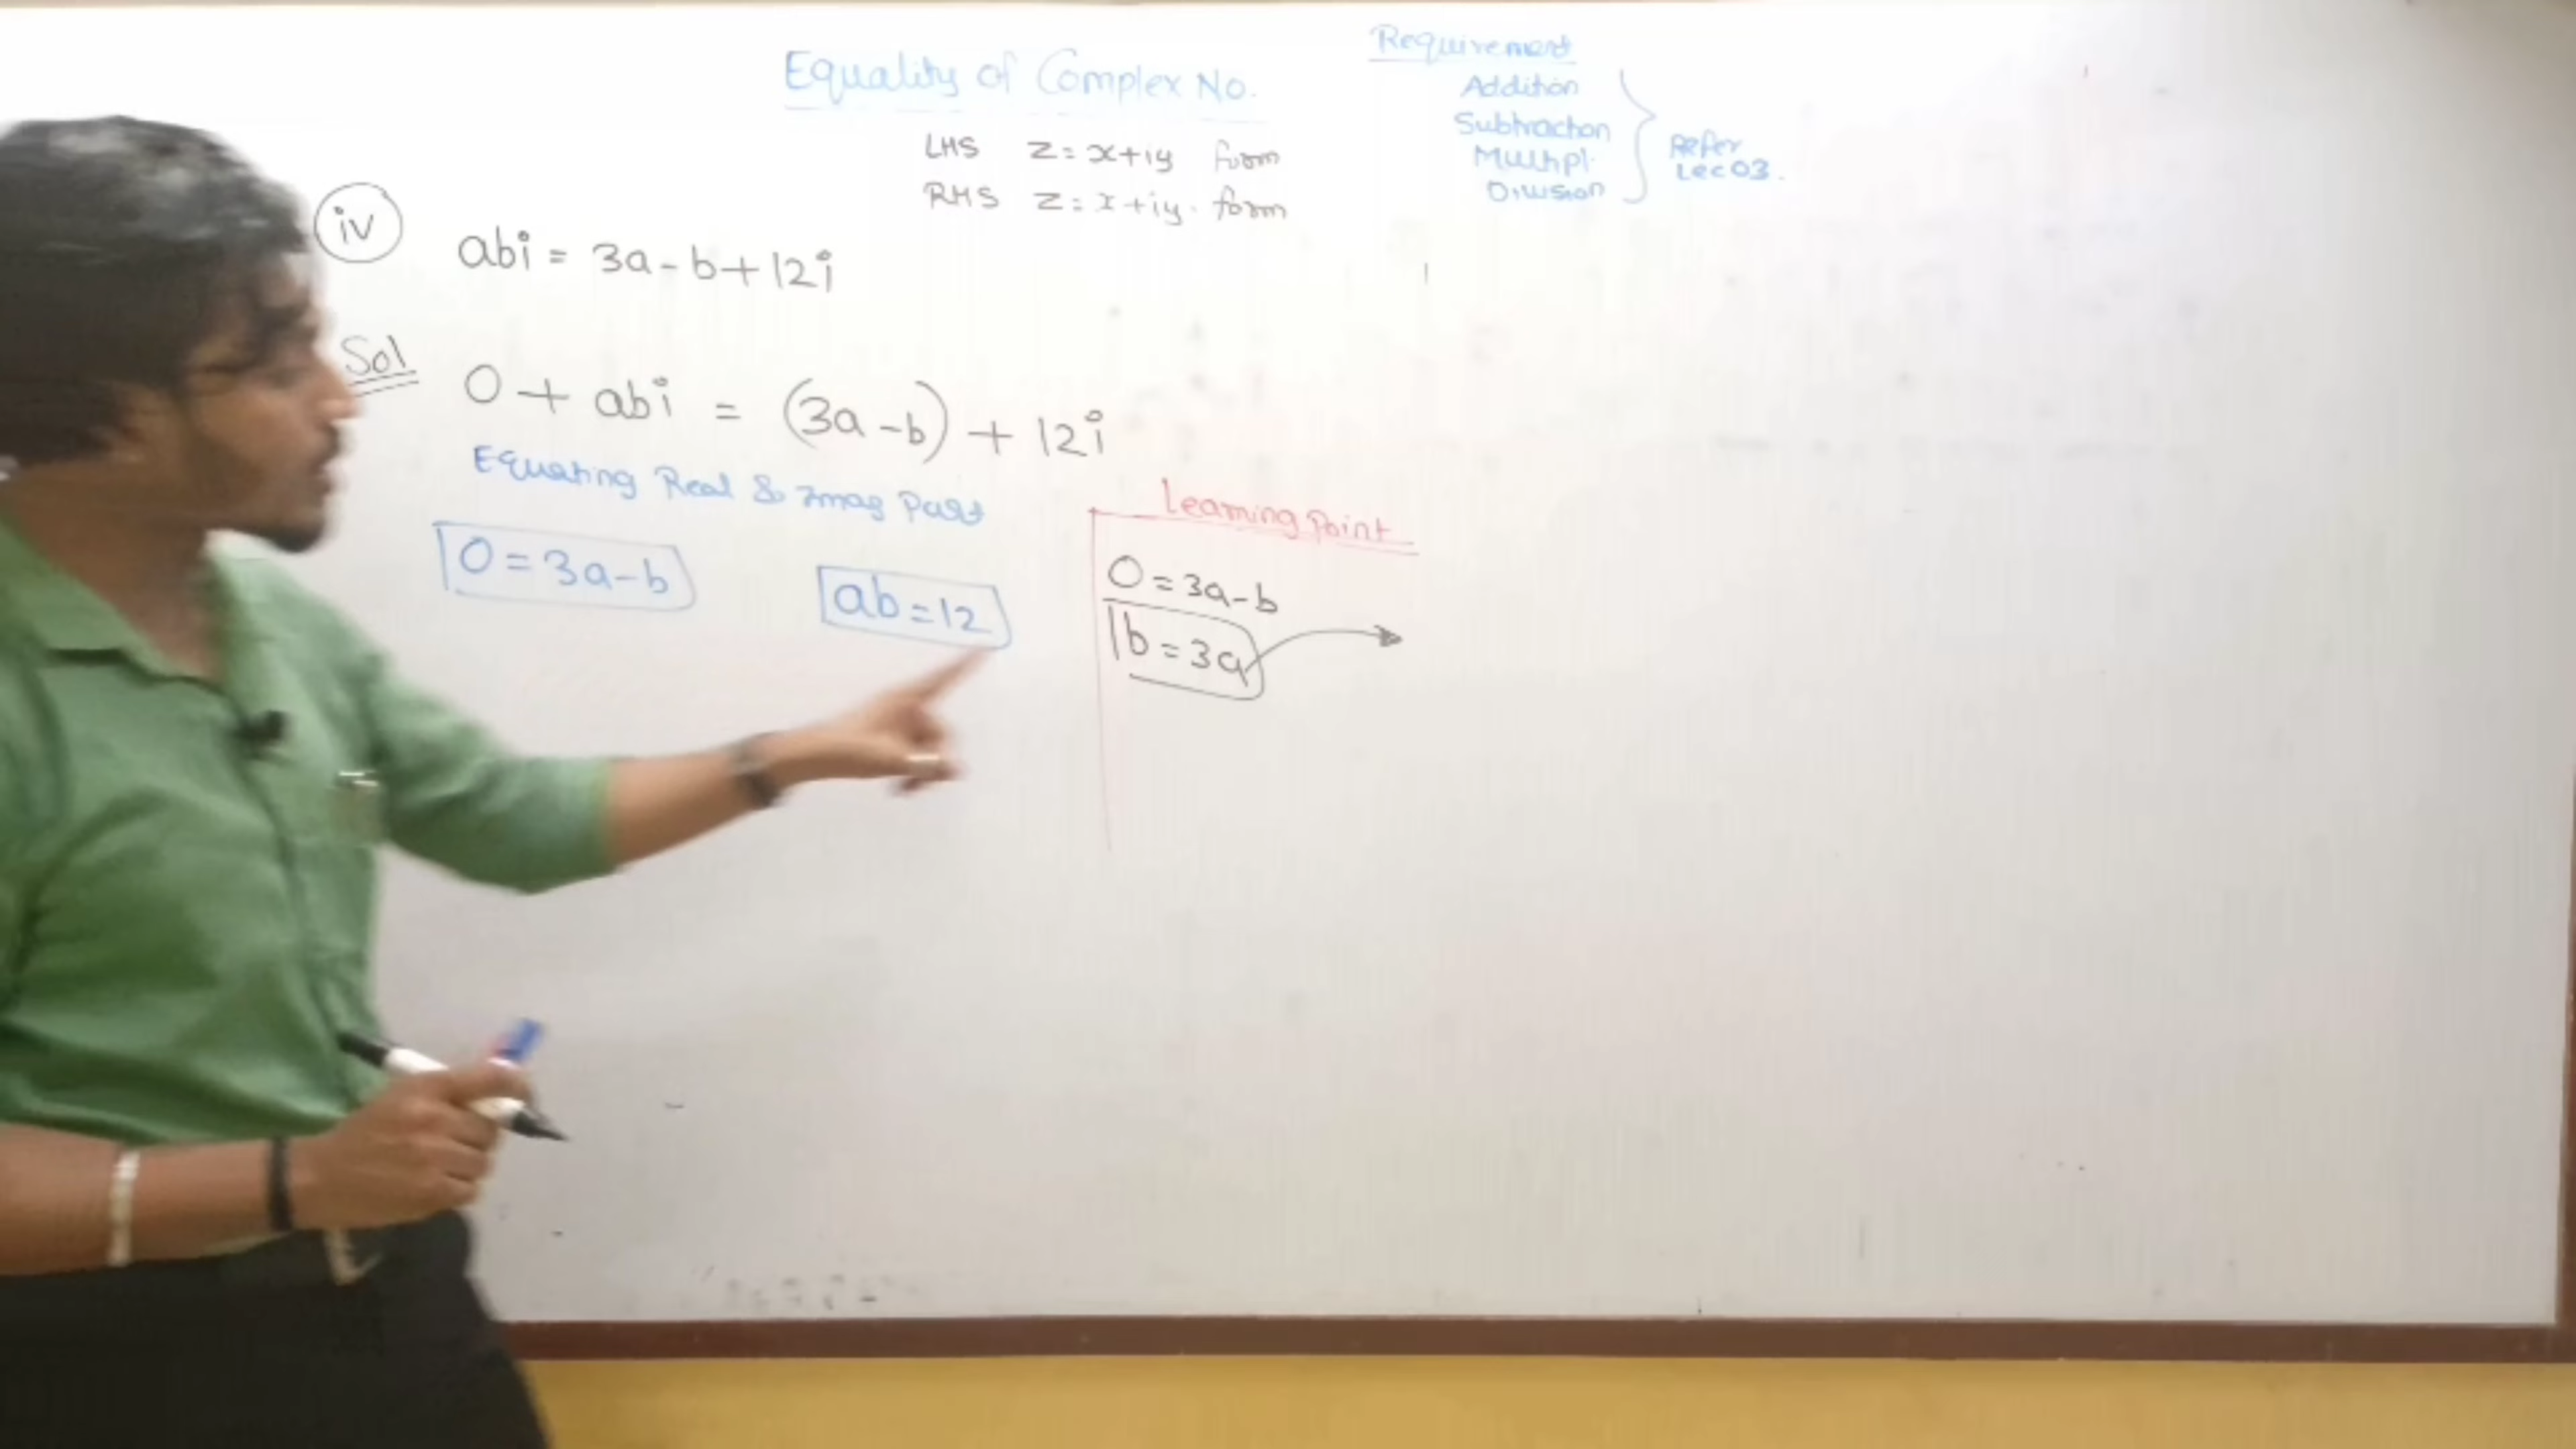 Equality of Complex No.
LHS z = x+iy form
RHS z = x+iy. form
Requirement
Addition
Subtraction
Multipl.
Division
Refer
Lec 03.
iv abi = 3a-b+12i
Sol 0 + abi = (3a-b) + 12i
Equating Real & Imag Part
0 = 3a-b
ab = 12
Learning Point
0 = 3a-b
b = 3a